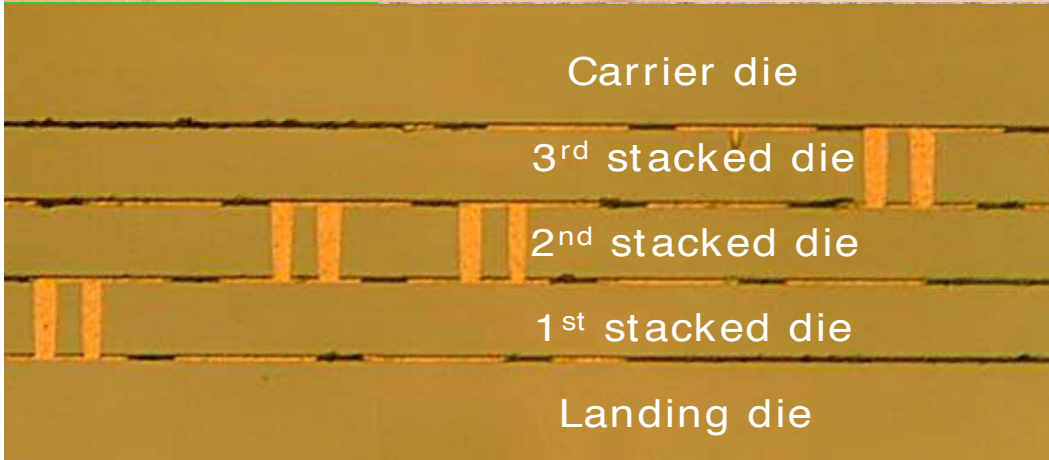 Carrier die
3rd stacked die
2nd stacked die
1st stacked die
Landing die